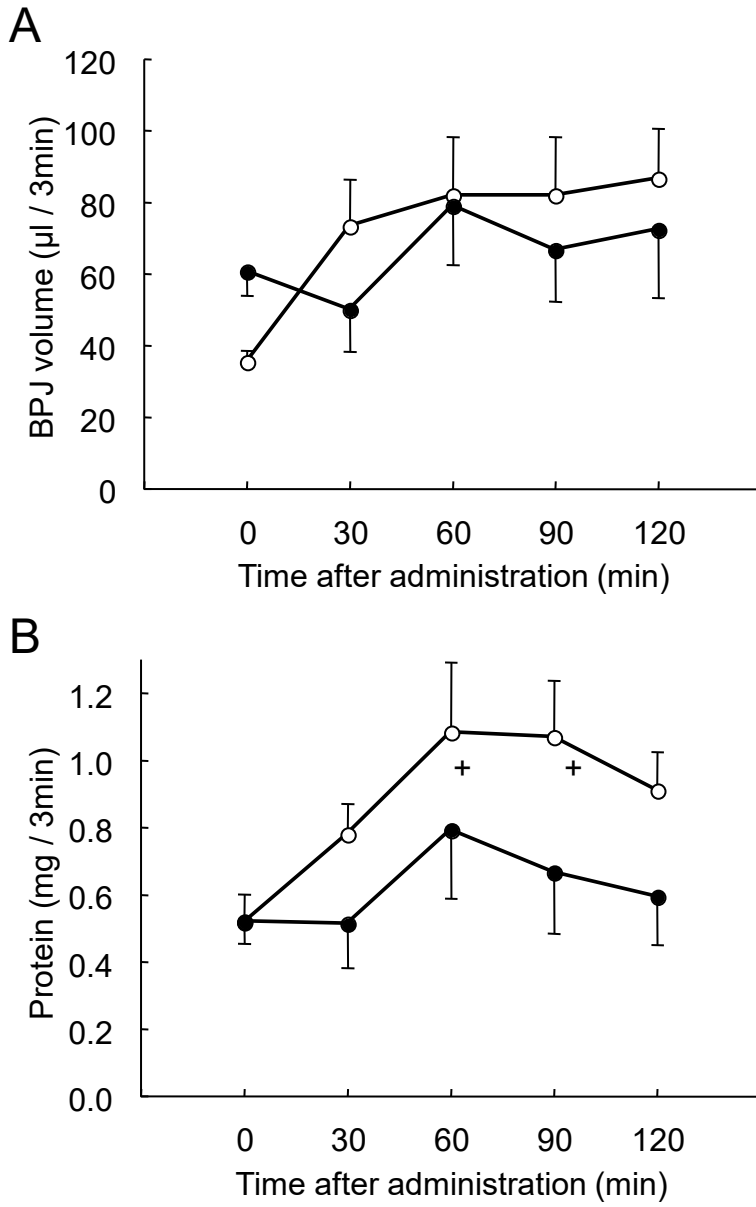 A
120
100
80
60
40
20
0
BPJ volume (µl / 3min)
0 30 60 90 120
Time after administration (min)
B
1.2
1.0
0.8
0.6
0.4
0.2
0.0
Protein (mg / 3min)
+ +
0 30 60 90 120
Time after administration (min)